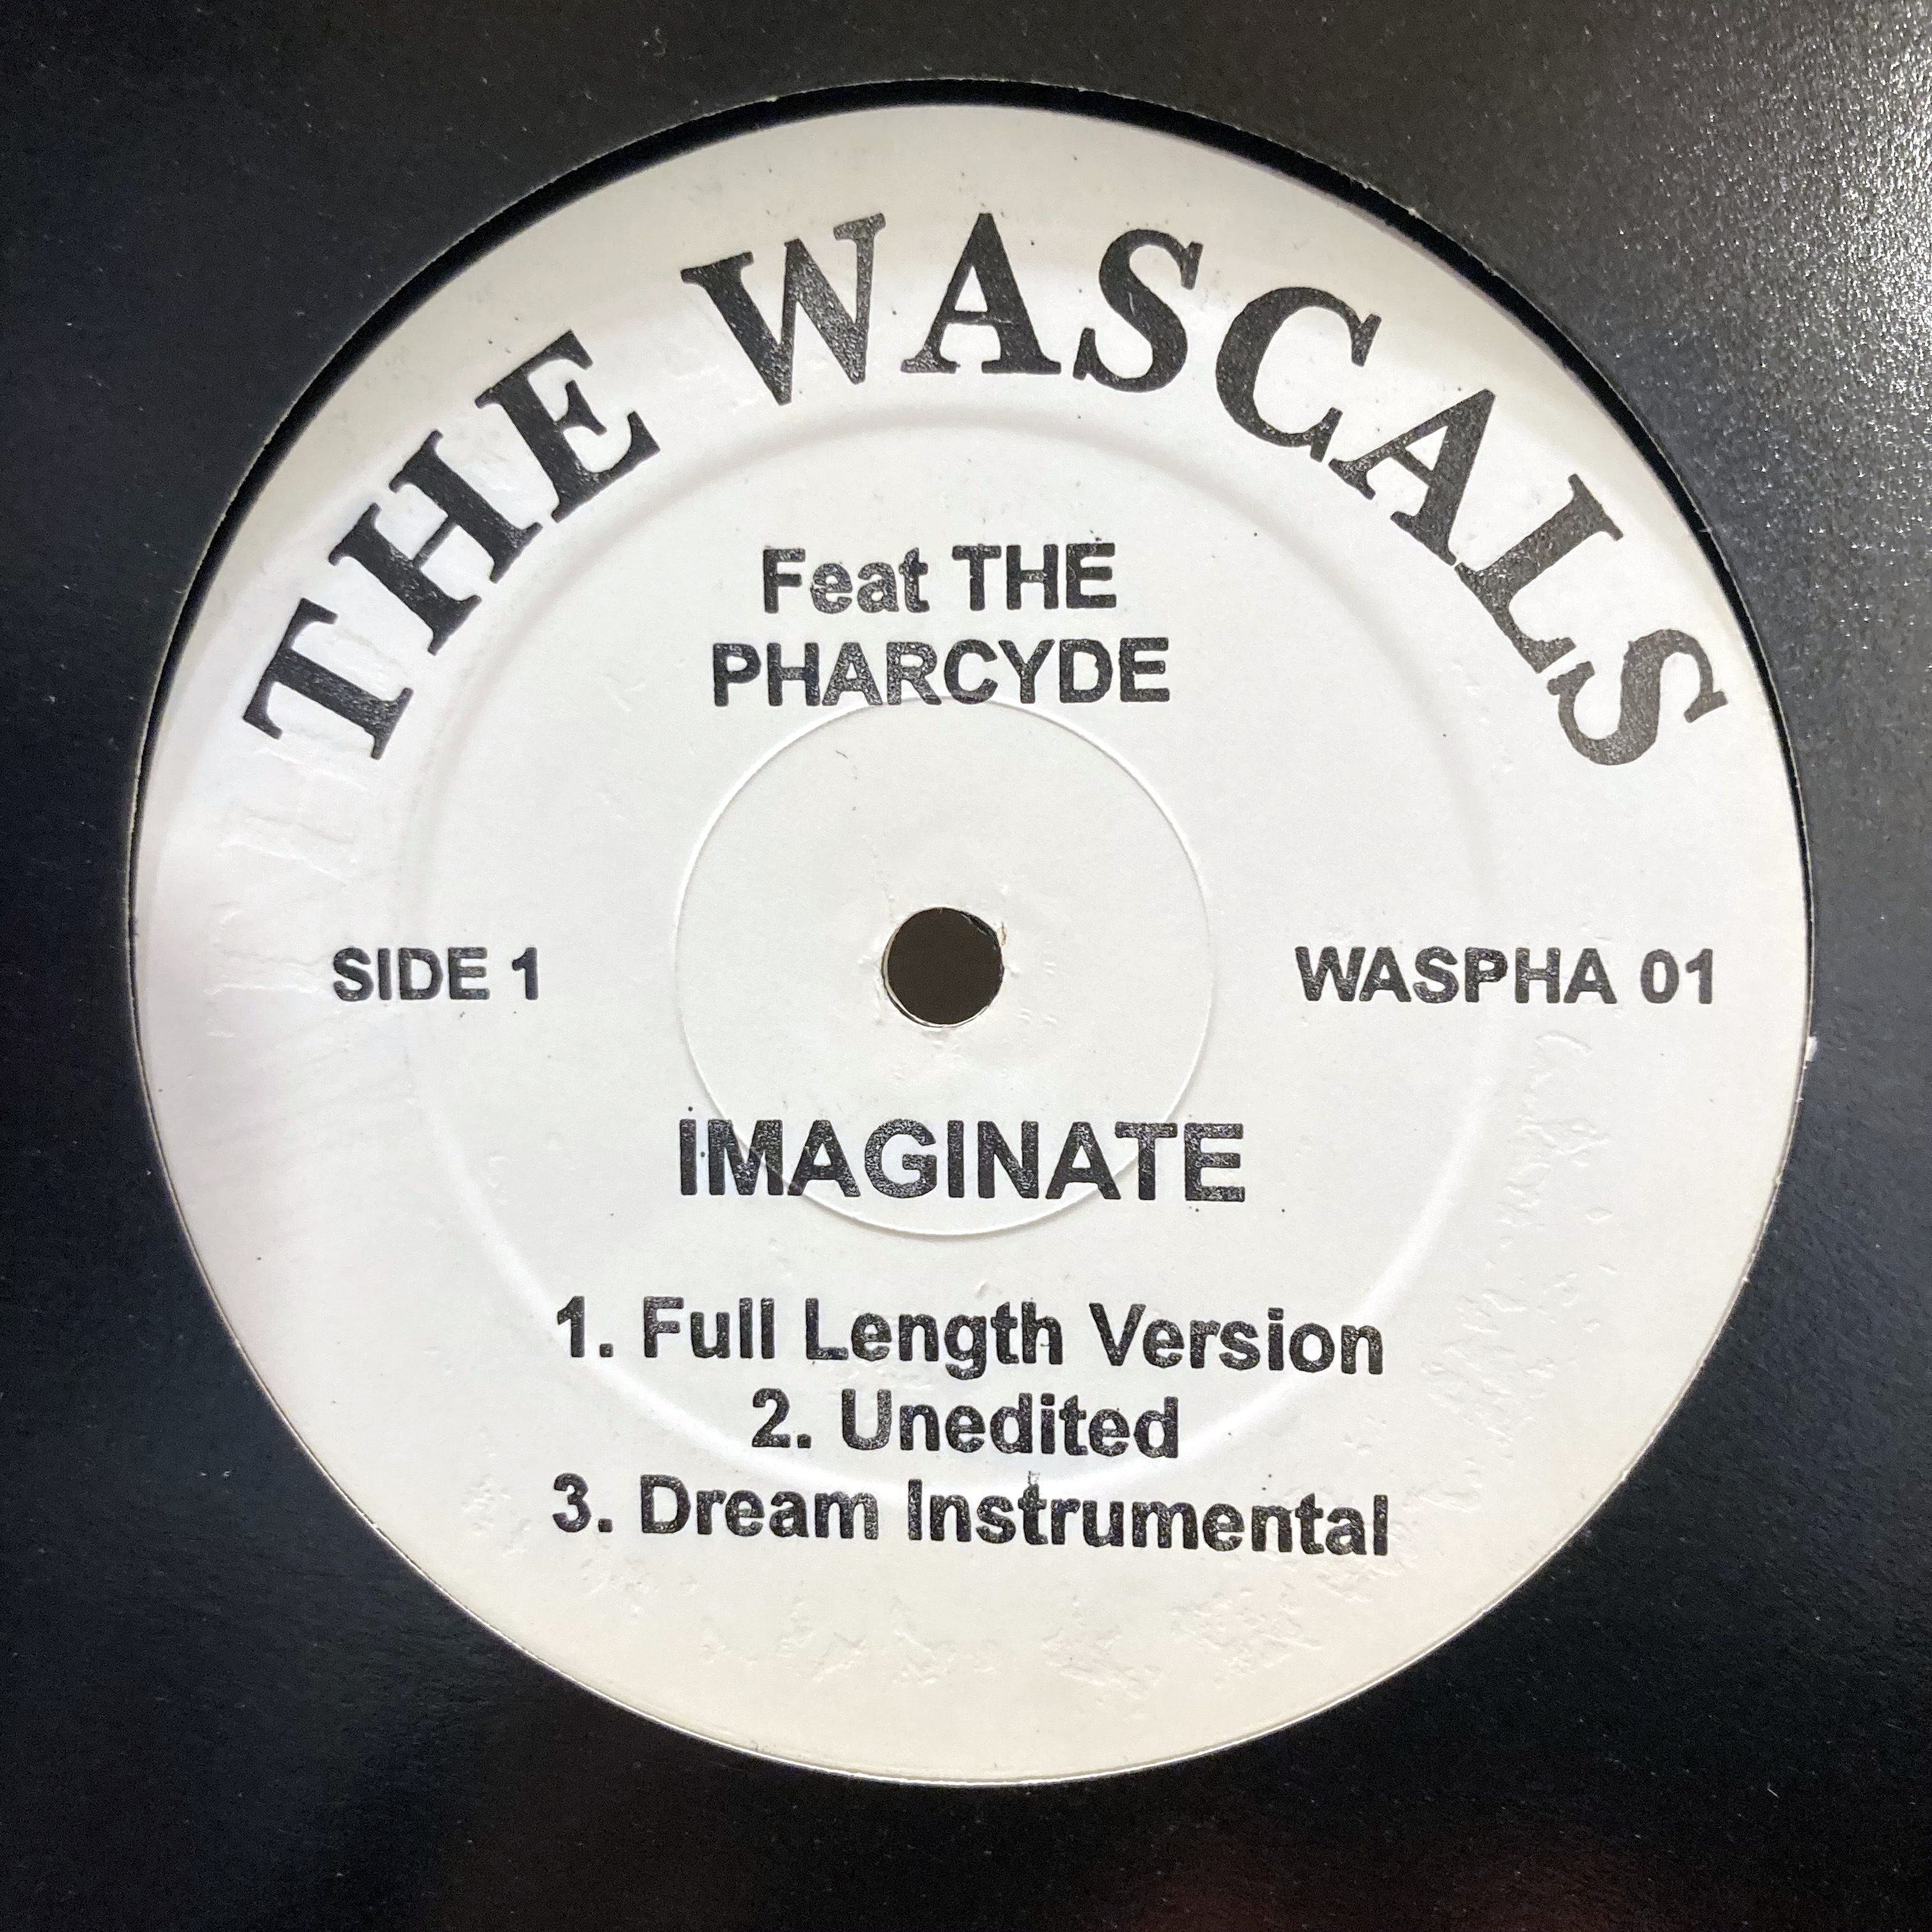 THE WASCALS
Feat THE
PHARCYDE
SIDE 1
WASPHA 01
IMAGINATE
1. Full Length Version
2. Unedited
3. Dream Instrumental